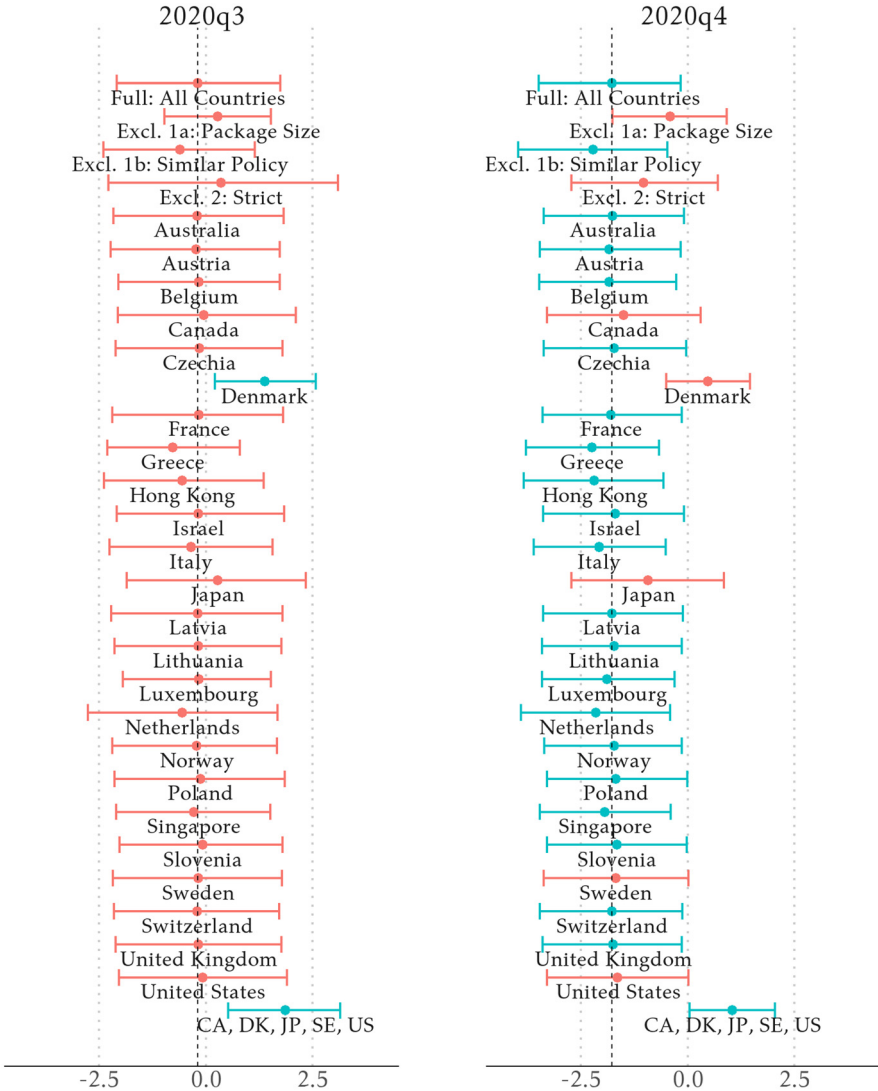 2020q3
Full: All Countries
Excl. 1a: Package Size
Excl. 1b: Similar Policy
Excl. 2: Strict
Australia
Austria
Belgium
Canada
Czechia
Denmark
France
Greece
Hong Kong
Israel
Italy
Japan
Latvia
Lithuania
Luxembourg
Netherlands
Norway
Poland
Singapore
Slovenia
Sweden
Switzerland
United Kingdom
United States
CA, DK, JP, SE, US
-2.5 0.0 2.5
2020q4
Full: All Countries
Excl. 1a: Package Size
Excl. 1b: Similar Policy
Excl. 2: Strict
Australia
Austria
Belgium
Canada
Czechia
Denmark
France
Greece
Hong Kong
Israel
Italy
Japan
Latvia
Lithuania
Luxembourg
Netherlands
Norway
Poland
Singapore
Slovenia
Sweden
Switzerland
United Kingdom
United States
CA, DK, JP, SE, US
-2.5 0.0 2.5